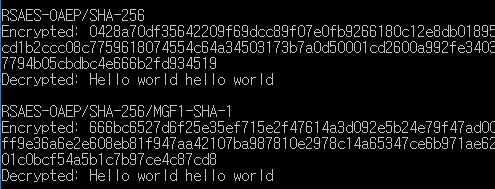 RSAES-OAEP/SHA-256
Encrypted: 0428a70df35642209f69dcc89f07e0fb9266180c12e8db01895
cd1b2ccc08c7759618074554c64a34503173b7a0d50001cd2600a992fe3403
7794b05cbdbc4e666b2fd934519
Decrypted: Hello world hello world
RSAES-OAEP/SHA-256/MGF1-SHA-1
Encrypted: 666bc6527d6f25e35ef715e2f47614a3d092e5b24e79f47ad00
ff9e36a6e2e608eb81f947aa42107ba987810e2978c14a65347ce6b971ae62
01c0bcf54a5b1c7b97ce4c87cd8
Decrypted: Hello world hello world